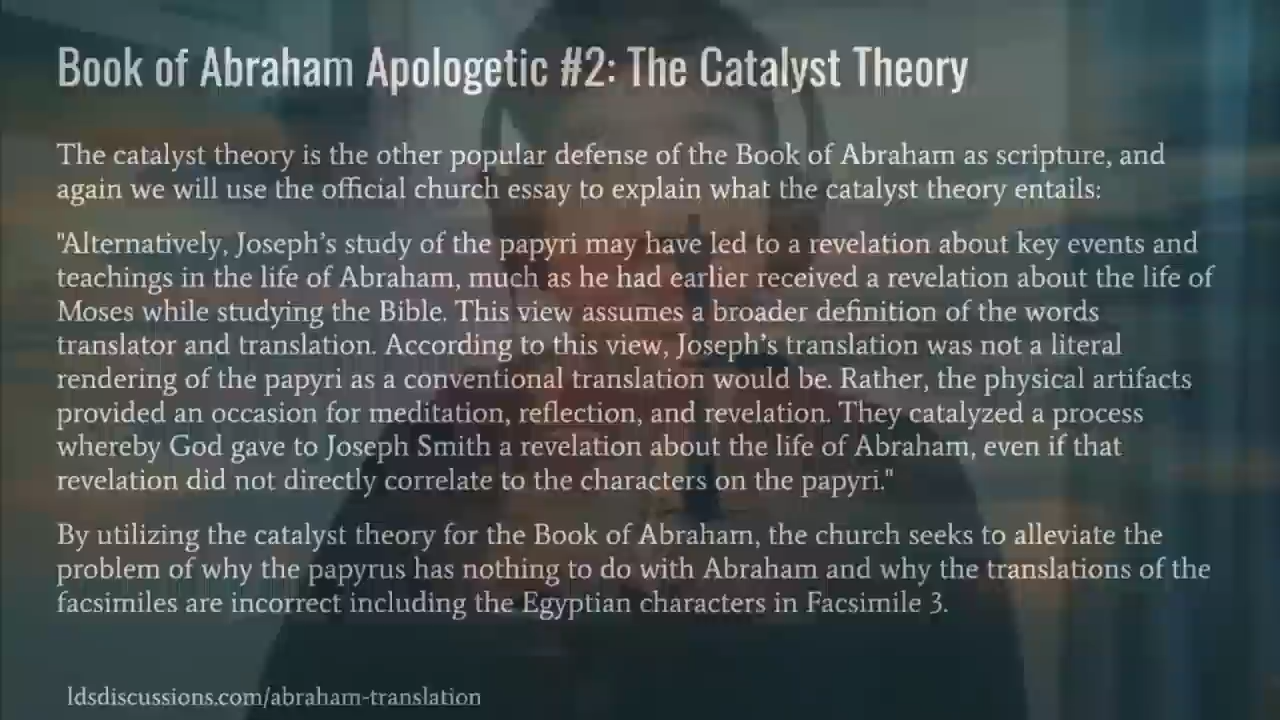 Book of Abraham Apologetic #2: The Catalyst Theory
The catalyst theory is the other popular defense of the Book of Abraham as scripture, and
again we will use the official church essay to explain what the catalyst theory entails:
"Alternatively, Joseph’s study of the papyri may have led to a revelation about key events and
teachings in the life of Abraham, much as he had earlier received a revelation about the life of
Moses while studying the Bible. This view assumes a broader definition of the words
translator and translation. According to this view, Joseph’s translation was not a literal
rendering of the papyri as a conventional translation would be. Rather, the physical artifacts
provided an occasion for meditation, reflection, and revelation. They catalyzed a process
whereby God gave to Joseph Smith a revelation about the life of Abraham, even if that
revelation did not directly correlate to the characters on the papyri."
By utilizing the catalyst theory for the Book of Abraham, the church seeks to alleviate the
problem of why the papyrus has nothing to do with Abraham and why the translations of the
facsimiles are incorrect including the Egyptian characters in Facsimile 3.
ldsdiscussions.com/abraham-translation